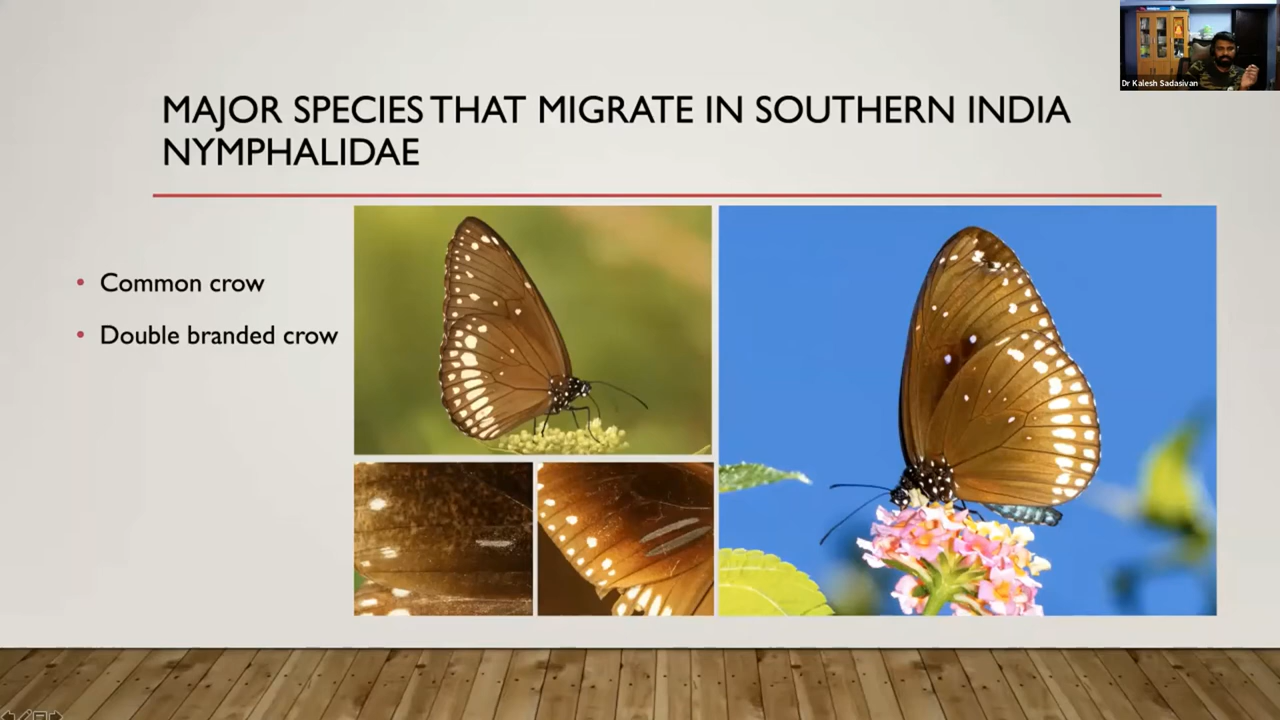 Dr Kalesh Sadasivan
MAJOR SPECIES THAT MIGRATE IN SOUTHERN INDIA
NYMPHALIDAE
• Common crow
• Double branded crow